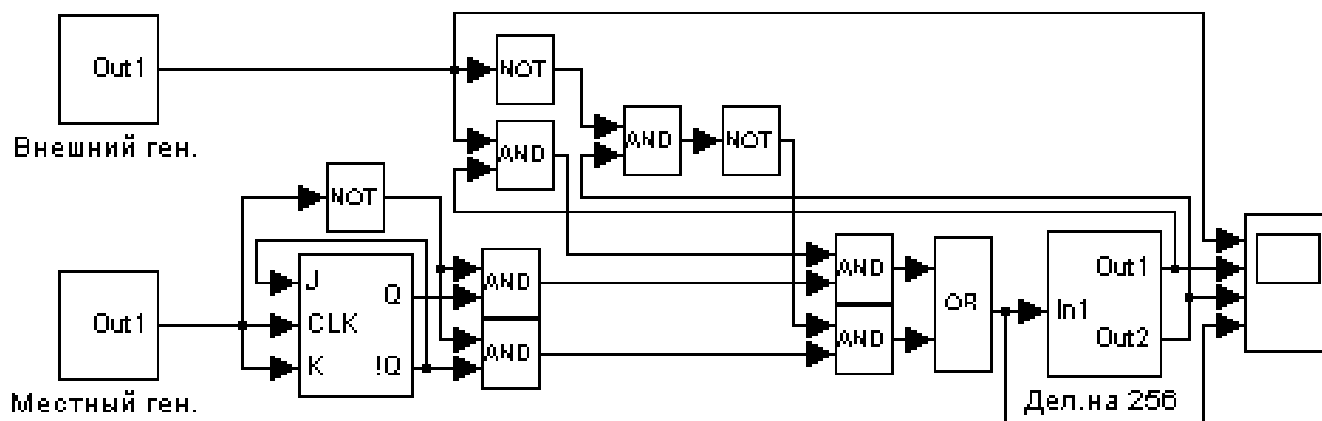 Out1
Внешний ген.
NOT
AND
AND
NOT
NOT
Out1
Местный ген.
J
CLK
K
Q
!Q
AND
AND
AND
AND
OR
In1
Out1
Out2
Дел.на 256